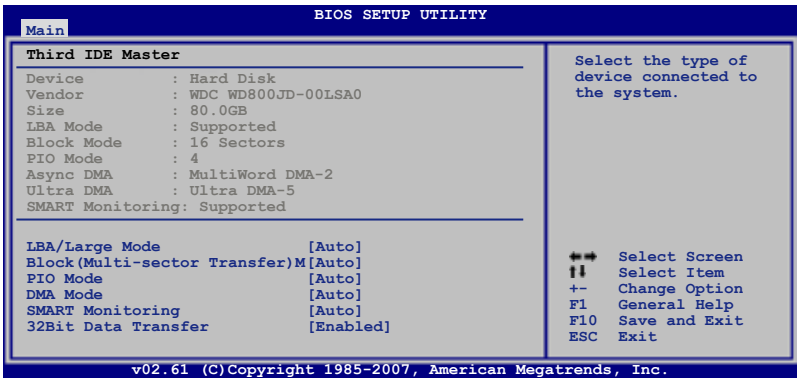 BIOS SETUP UTILITY
Main
Third IDE Master
Device : Hard Disk
Vendor : WDC WD800JD-00LSA0
Size : 80.0GB
LBA Mode : Supported
Block Mode : 16 Sectors
PIO Mode : 4
Async DMA : MultiWord DMA-2
Ultra DMA : Ultra DMA-5
SMART Monitoring: Supported
LBA/Large Mode [Auto]
Block(Multi-sector Transfer)M[Auto]
PIO Mode [Auto]
DMA Mode [Auto]
SMART Monitoring [Auto]
32Bit Data Transfer [Enabled]
Select the type of
device connected to
the system.
←→ Select Screen
↑↓ Select Item
+- Change Option
F1 General Help
F10 Save and Exit
ESC Exit
v02.61 (C)Copyright 1985-2007, American Megatrends, Inc.